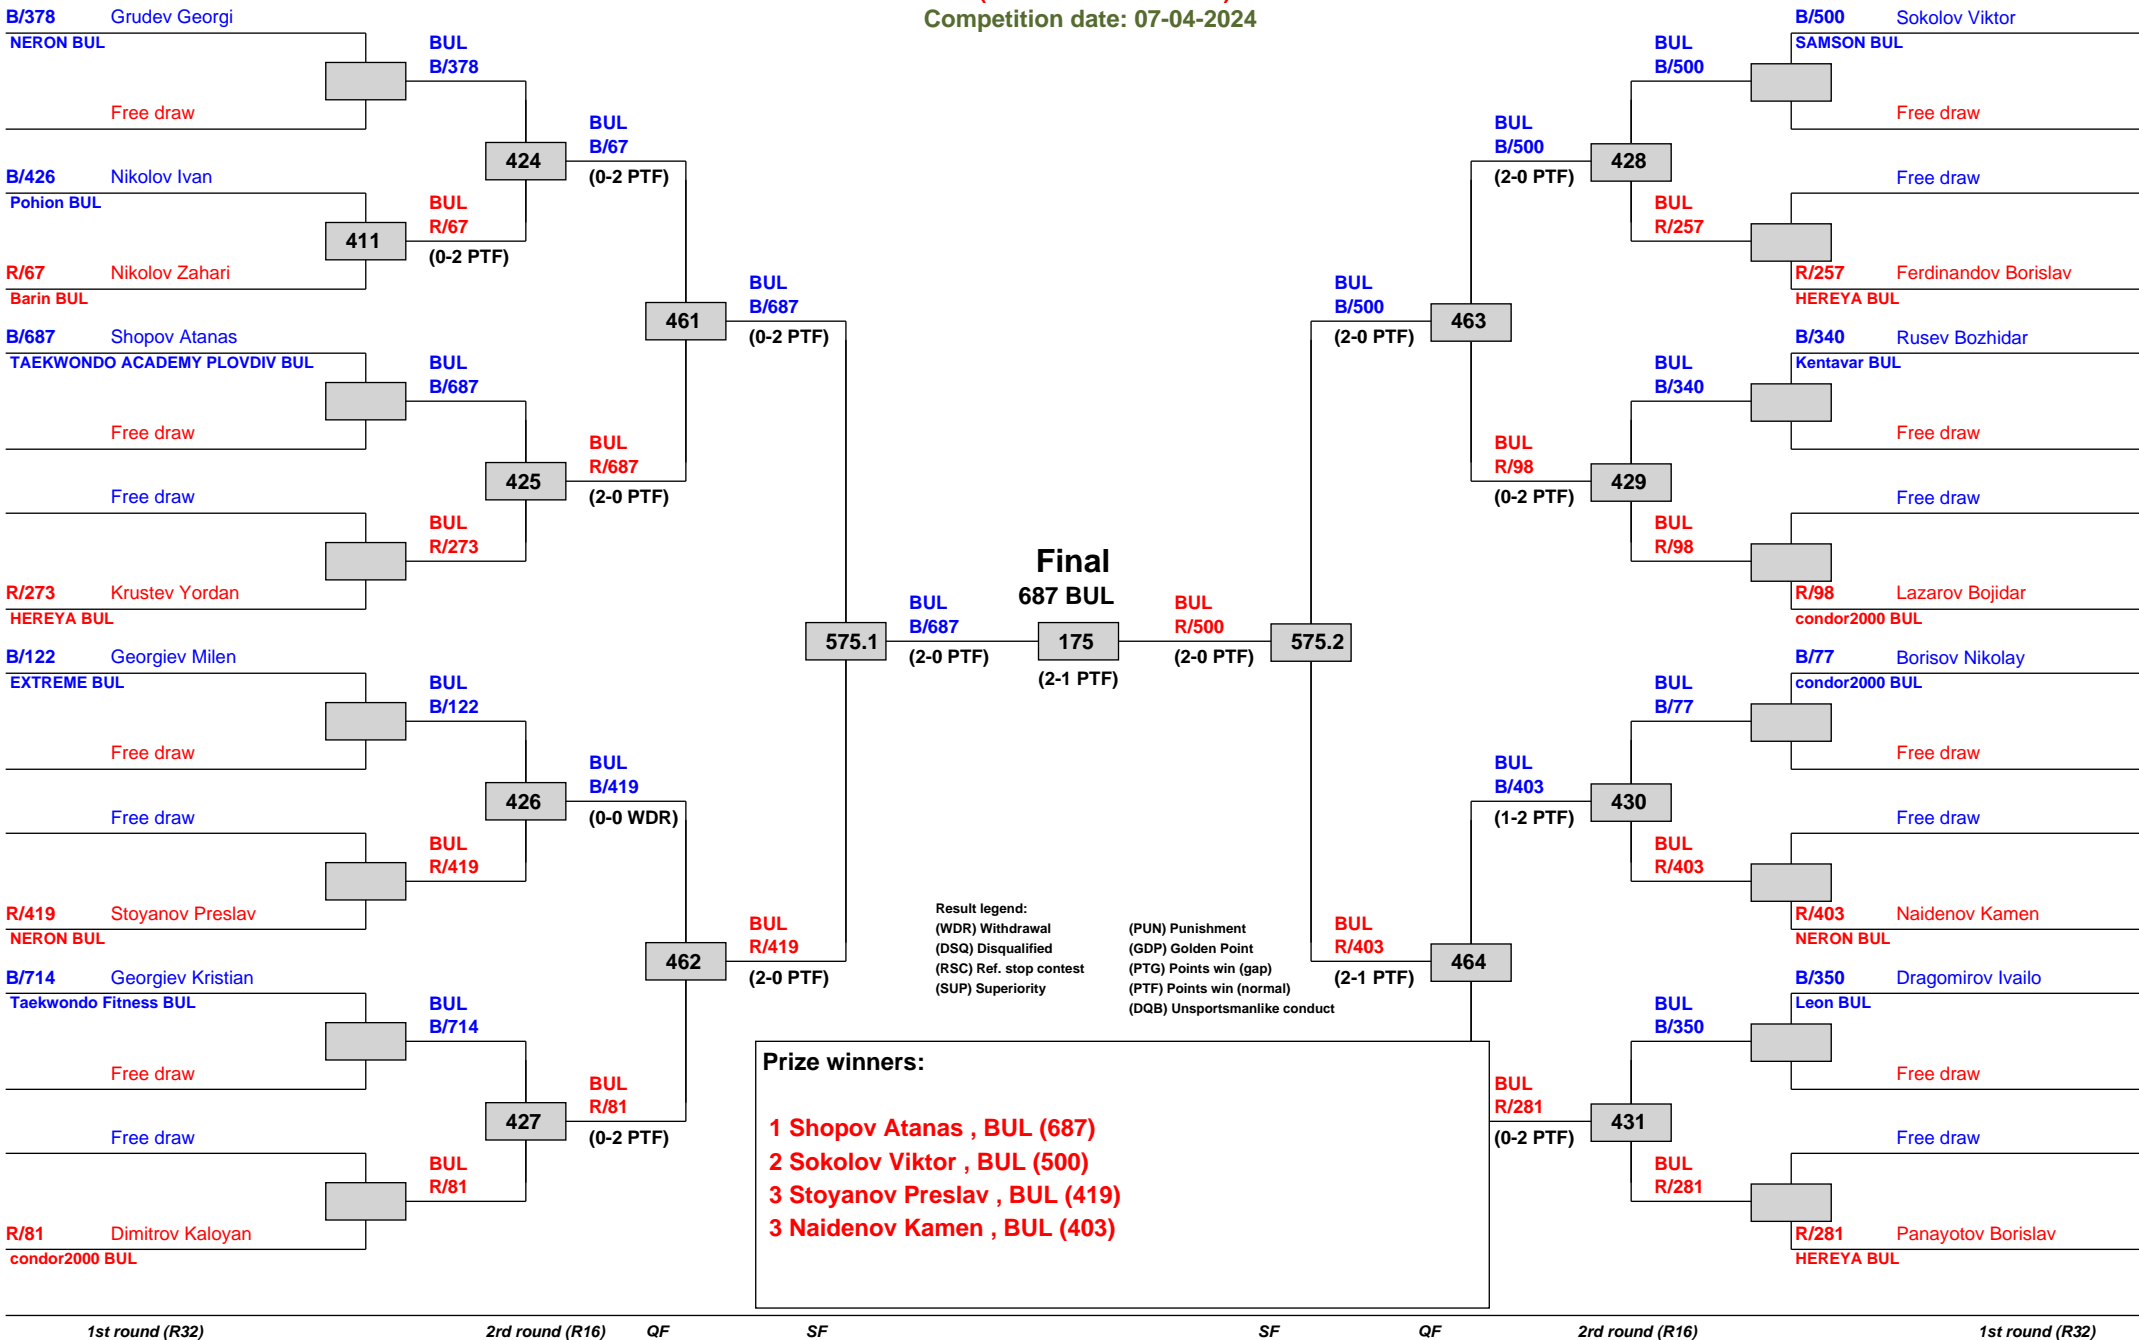 Competition date: 07-04-2024
B/378 Grudev Georgi
NERON BUL
Free draw
B/426 Nikolov Ivan
Pohion BUL
R/67 Nikolov Zahari
Barin BUL
B/687 Shopov Atanas
TAEKWONDO ACADEMY PLOVDIV BUL
Free draw
Free draw
R/273 Krustev Yordan
HEREYA BUL
B/122 Georgiev Milen
EXTREME BUL
Free draw
Free draw
R/419 Stoyanov Preslav
NERON BUL
B/714 Georgiev Kristian
Taekwondo Fitness BUL
Free draw
Free draw
R/81 Dimitrov Kaloyan
condor2000 BUL
BUL
B/378
411
BUL
R/67
(0-2 PTF)
BUL
B/687
BUL
R/273
BUL
B/122
BUL
R/419
BUL
B/714
BUL
R/81
424
BUL
B/67
(0-2 PTF)
425
BUL
R/687
(2-0 PTF)
426
BUL
B/419
(0-0 WDR)
427
BUL
R/81
(0-2 PTF)
461
BUL
B/687
(0-2 PTF)
462
BUL
R/419
(2-0 PTF)
575.1
BUL
B/687
(2-0 PTF)
Final
687 BUL
175
(2-1 PTF)
BUL
R/500
(2-0 PTF)
575.2
BUL
B/500
(2-0 PTF)
463
BUL
R/403
(2-1 PTF)
464
BUL
B/500
(2-0 PTF)
428
BUL
R/98
(0-2 PTF)
429
BUL
B/403
(1-2 PTF)
430
BUL
R/281
(0-2 PTF)
431
BUL
B/500
BUL
R/257
BUL
B/340
BUL
R/98
BUL
B/77
BUL
R/403
BUL
B/350
BUL
R/281
B/500 Sokolov Viktor
SAMSON BUL
Free draw
Free draw
R/257 Ferdinandov Borislav
HEREYA BUL
B/340 Rusev Bozhidar
Kentavar BUL
Free draw
Free draw
R/98 Lazarov Bojidar
condor2000 BUL
B/77 Borisov Nikolay
condor2000 BUL
Free draw
Free draw
R/403 Naidenov Kamen
NERON BUL
B/350 Dragomirov Ivailo
Leon BUL
Free draw
Free draw
R/281 Panayotov Borislav
HEREYA BUL
Result legend:
(WDR) Withdrawal
(DSQ) Disqualified
(RSC) Ref. stop contest
(SUP) Superiority
(PUN) Punishment
(GDP) Golden Point
(PTG) Points win (gap)
(PTF) Points win (normal)
(DQB) Unsportsmanlike conduct
Prize winners:
1 Shopov Atanas , BUL (687)
2 Sokolov Viktor , BUL (500)
3 Stoyanov Preslav , BUL (419)
3 Naidenov Kamen , BUL (403)
1st round (R32) 2rd round (R16) QF SF SF QF 2rd round (R16) 1st round (R32)